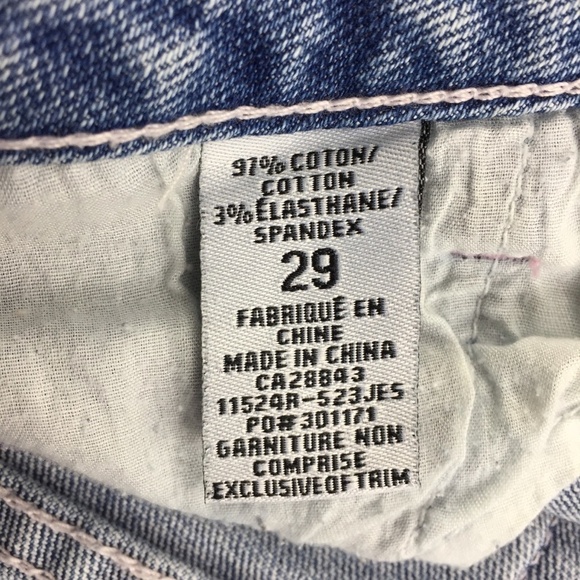 97% COTON/
COTTON
3% ÉLASTHANE/
SPANDEX
29
FABRIQUÉ EN
CHINE
MADE IN CHINA
CA28843
11524R-523JES
PO# 301171
GARNITURE NON
COMPRISE
EXCLUSIVEOFTRIM